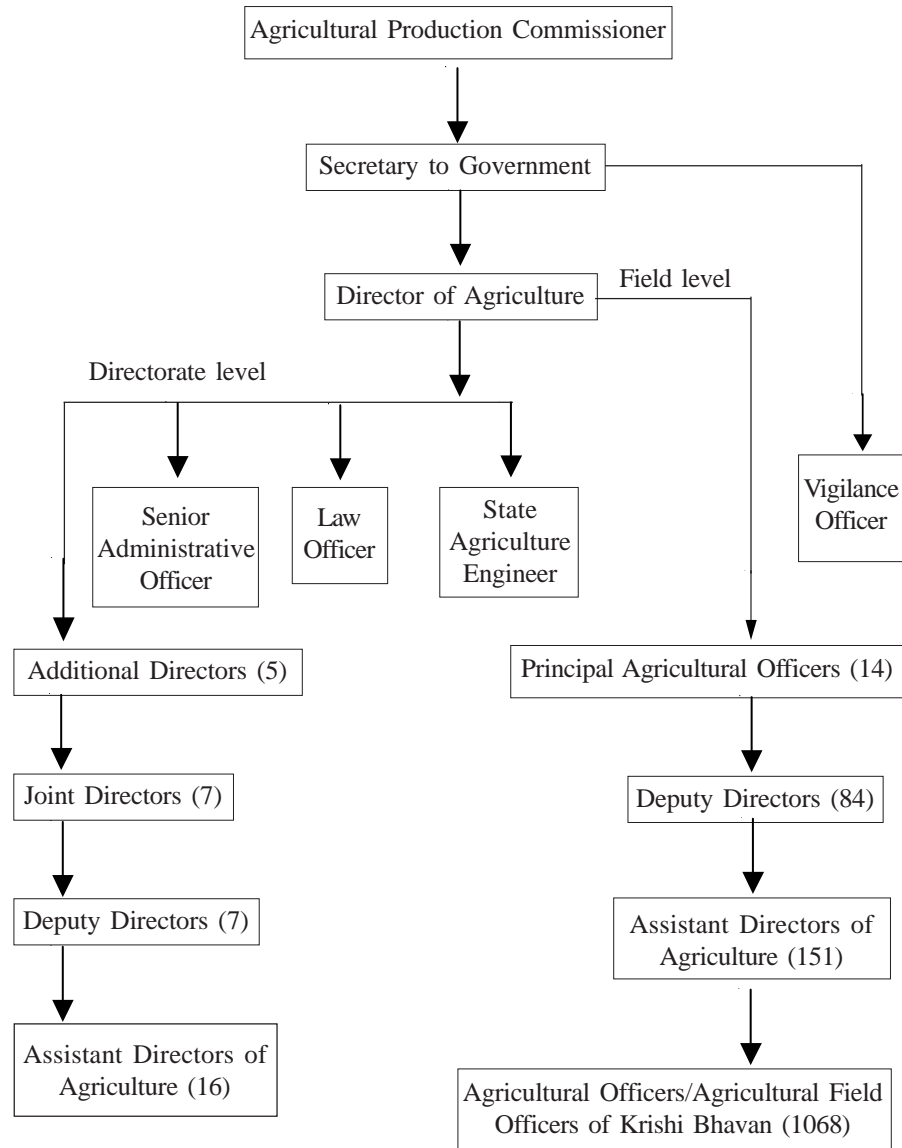 Agricultural Production Commissioner
Secretary to Government
Director of Agriculture
Field level
Directorate level
Senior
Administrative
Officer
Law
Officer
State
Agriculture
Engineer
Vigilance
Officer
Additional Directors (5)
Principal Agricultural Officers (14)
Joint Directors (7)
Deputy Directors (84)
Deputy Directors (7)
Assistant Directors of
Agriculture (151)
Assistant Directors of
Agriculture (16)
Agricultural Officers/Agricultural Field
Officers of Krishi Bhavan (1068)